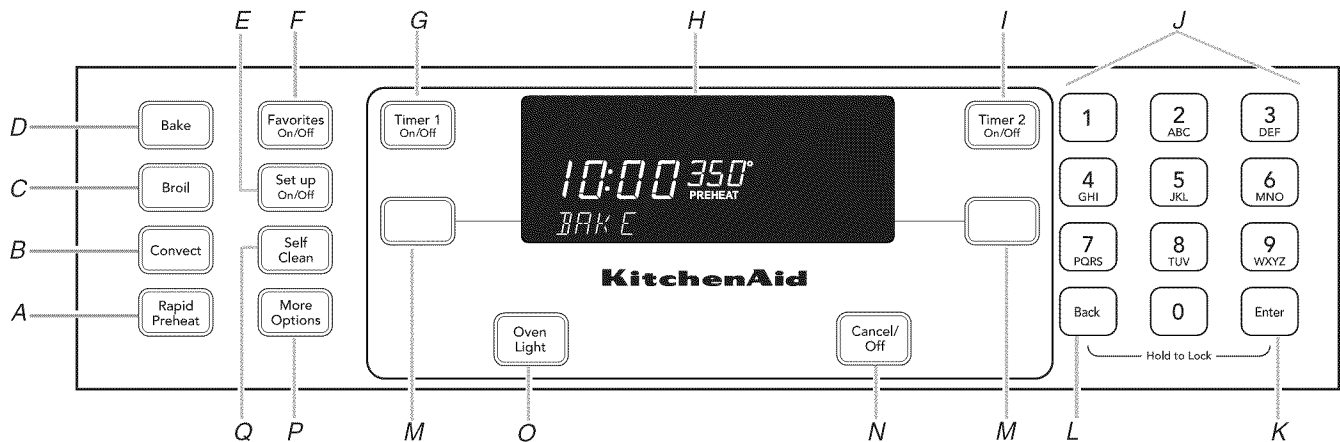 E F G H I J
D
Bake
Favorites
On/Off
Timer 1
On/Off
Timer 2
On/Off
1
2
ABC
3
DEF
C
Broil
Set up
On/Off
10:00 350°
PREHEAT
BAKE
4
GHI
5
JKL
6
MNO
B
Convect
Self
Clean
7
PQRS
8
TUV
9
WXYZ
KitchenAid
A
Rapid
Preheat
More
Options
Oven
Light
Cancel/
Off
Back
0
Enter
Hold to Lock
Q P M O N M L K